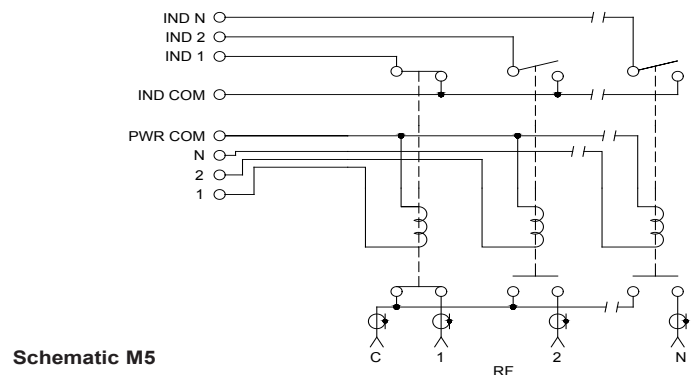 IND N
IND 2
IND 1
IND COM
PWR COM
N
2
1
C 1 2 N
RF
Schematic M5